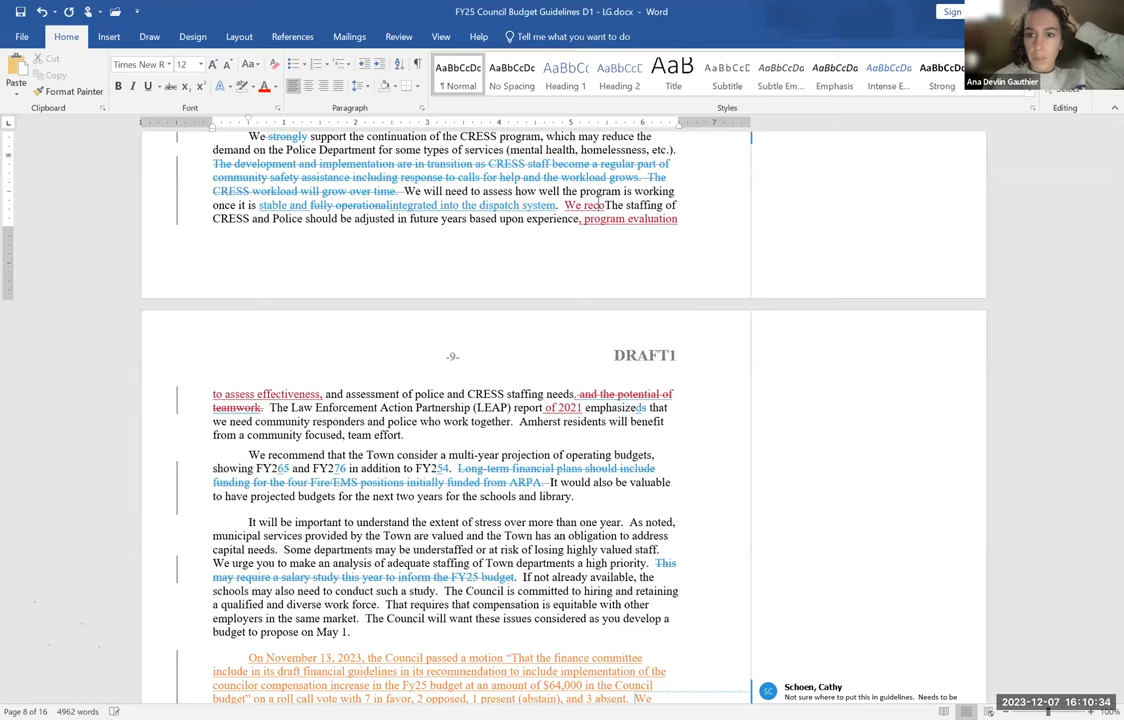 FY25 Council Budget Guidelines D1 - LG.docx - Word
Sign
File Home Insert Draw Design Layout References Mailings Review View Help Tell me what you want to do
Ana Devlin Gauthier
Paste
Cut
Copy
Format Painter
Clipboard
Times New R 12
Font
Paragraph
AaBbCcDc AaBbCcDc AaBbCc AaBbCcC AaB AaBbCcC AaBbCcDc AaBbCcDc AaBbCcDc AaBbCcDc
¶ Normal No Spacing Heading 1 Heading 2 Title Subtitle Subtle Em... Emphasis Intense E... Strong
Styles
Editing
We strongly support the continuation of the CRESS program, which may reduce the
demand on the Police Department for some types of services (mental health, homelessness, etc.).
The development and implementation are in transition as CRESS staff become a regular part of
community safety assistance including response to calls for help and the workload grows. The
CRESS workload will grow over time. We will need to assess how well the program is working
once it is stable and fully operationalintegrated into the dispatch system. We recoThe staffing of
CRESS and Police should be adjusted in future years based upon experience, program evaluation
-9-
DRAFT1
to assess effectiveness, and assessment of police and CRESS staffing needs. and the potential of
teamwork. The Law Enforcement Action Partnership (LEAP) report of 2021 emphasizeds that
we need community responders and police who work together. Amherst residents will benefit
from a community focused, team effort.
We recommend that the Town consider a multi-year projection of operating budgets,
showing FY265 and FY276 in addition to FY254. Long-term financial plans should include
funding for the four Fire/EMS positions initially funded from ARPA. It would also be valuable
to have projected budgets for the next two years for the schools and library.
It will be important to understand the extent of stress over more than one year. As noted,
municipal services provided by the Town are valued and the Town has an obligation to address
capital needs. Some departments may be understaffed or at risk of losing highly valued staff.
We urge you to make an analysis of adequate staffing of Town departments a high priority. This
may require a salary study this year to inform the FY25 budget. If not already available, the
schools may also need to conduct such a study. The Council is committed to hiring and retaining
a qualified and diverse work force. That requires that compensation is equitable with other
employers in the same market. The Council will want these issues considered as you develop a
budget to propose on May 1.
On November 13, 2023, the Council passed a motion “That the finance committee
include in its draft financial guidelines in its recommendation to include implementation of the
councilor compensation increase in the Fy25 budget at an amount of $64,000 in the Council
budget” on a roll call vote with 7 in favor, 2 opposed, 1 present (abstain), and 3 absent. We
SC Schoen, Cathy
Not sure where to put this in guidelines. Needs to be
Page 8 of 16 4962 words
2023-12-07 16:10:34
100%